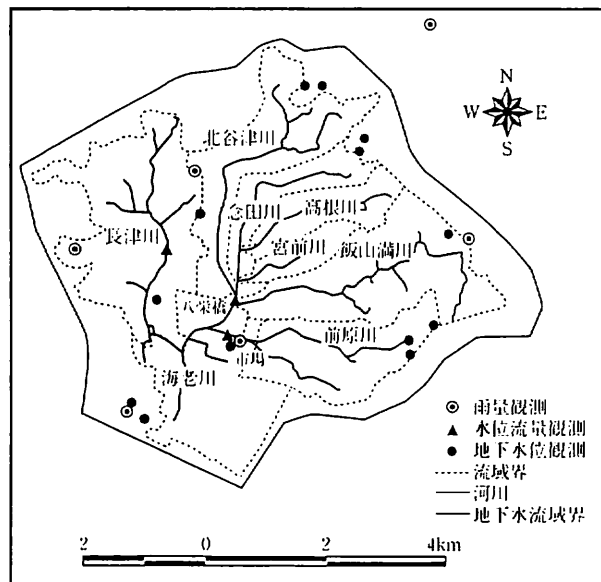 N
W E
S
北谷津川
念田川
高根川
長津川
宮前川
飯山満川
八栄橋
前原川
市場
海老川
雨量観測
水位流量観測
地下水位観測
流域界
河川
地下水流域界
2 0 2 4km